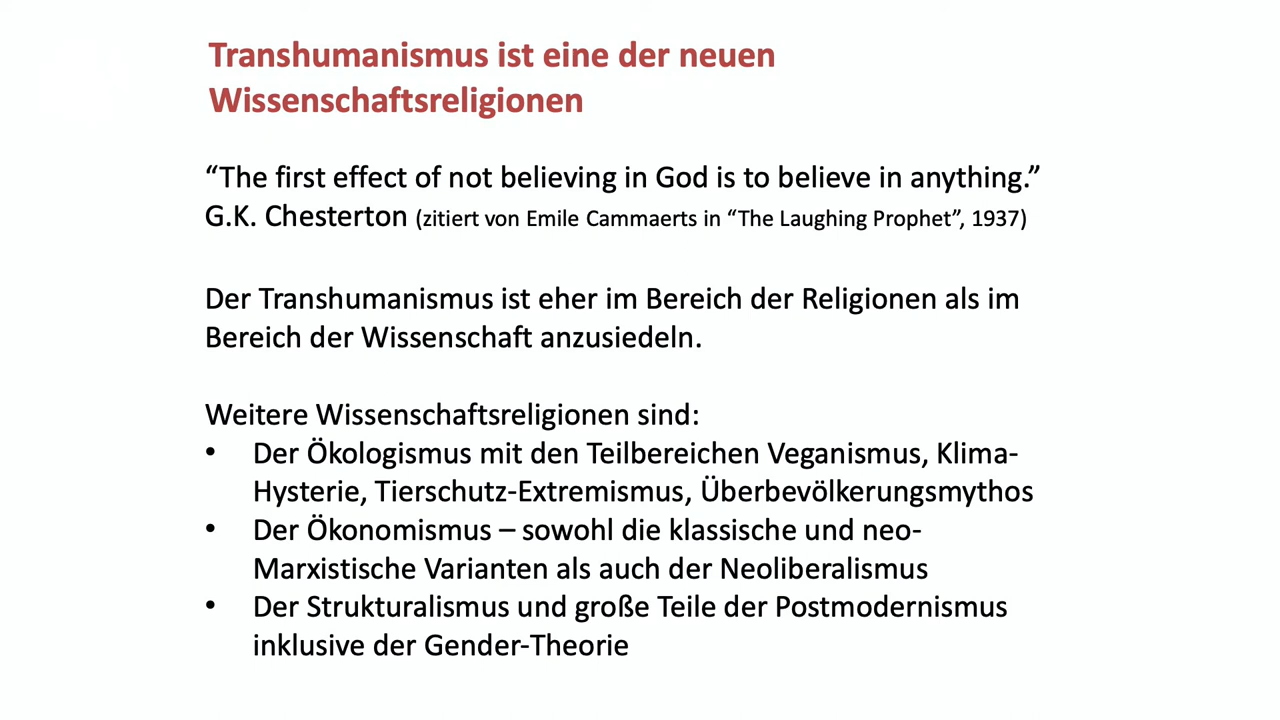 Transhumanismus ist eine der neuen
Wissenschaftsreligionen
“The first effect of not believing in God is to believe in anything.”
G.K. Chesterton (zitiert von Emile Cammaerts in “The Laughing Prophet”, 1937)
Der Transhumanismus ist eher im Bereich der Religionen als im
Bereich der Wissenschaft anzusiedeln.
Weitere Wissenschaftsreligionen sind:
• Der Ökologismus mit den Teilbereichen Veganismus, Klima-
Hysterie, Tierschutz-Extremismus, Überbevölkerungsmythos
• Der Ökonomismus – sowohl die klassische und neo-
Marxistische Varianten als auch der Neoliberalismus
• Der Strukturalismus und große Teile der Postmodernismus
inklusive der Gender-Theorie